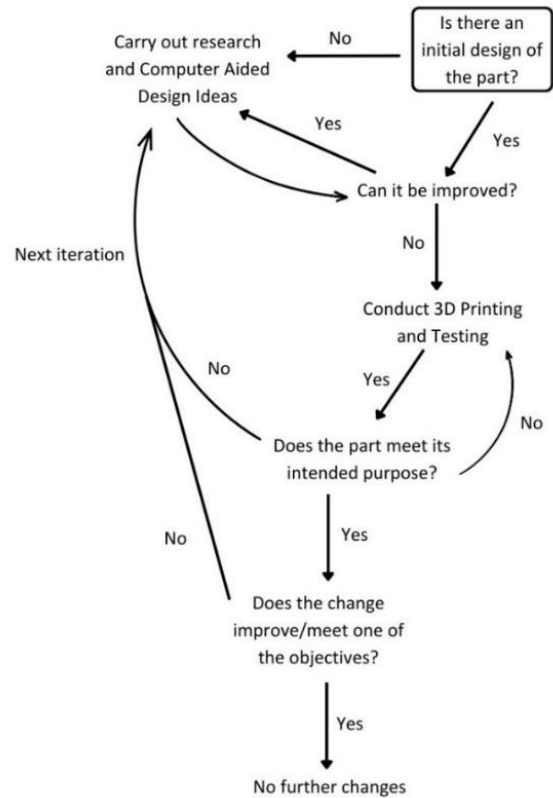 Is there an
initial design of
the part?
No
Carry out research
and Computer Aided
Design Ideas
Yes
Yes
Can it be improved?
No
Next iteration
Conduct 3D Printing
and Testing
Yes
No
No
Does the part meet its
intended purpose?
Yes
No
Does the change
improve/meet one of
the objectives?
Yes
No further changes